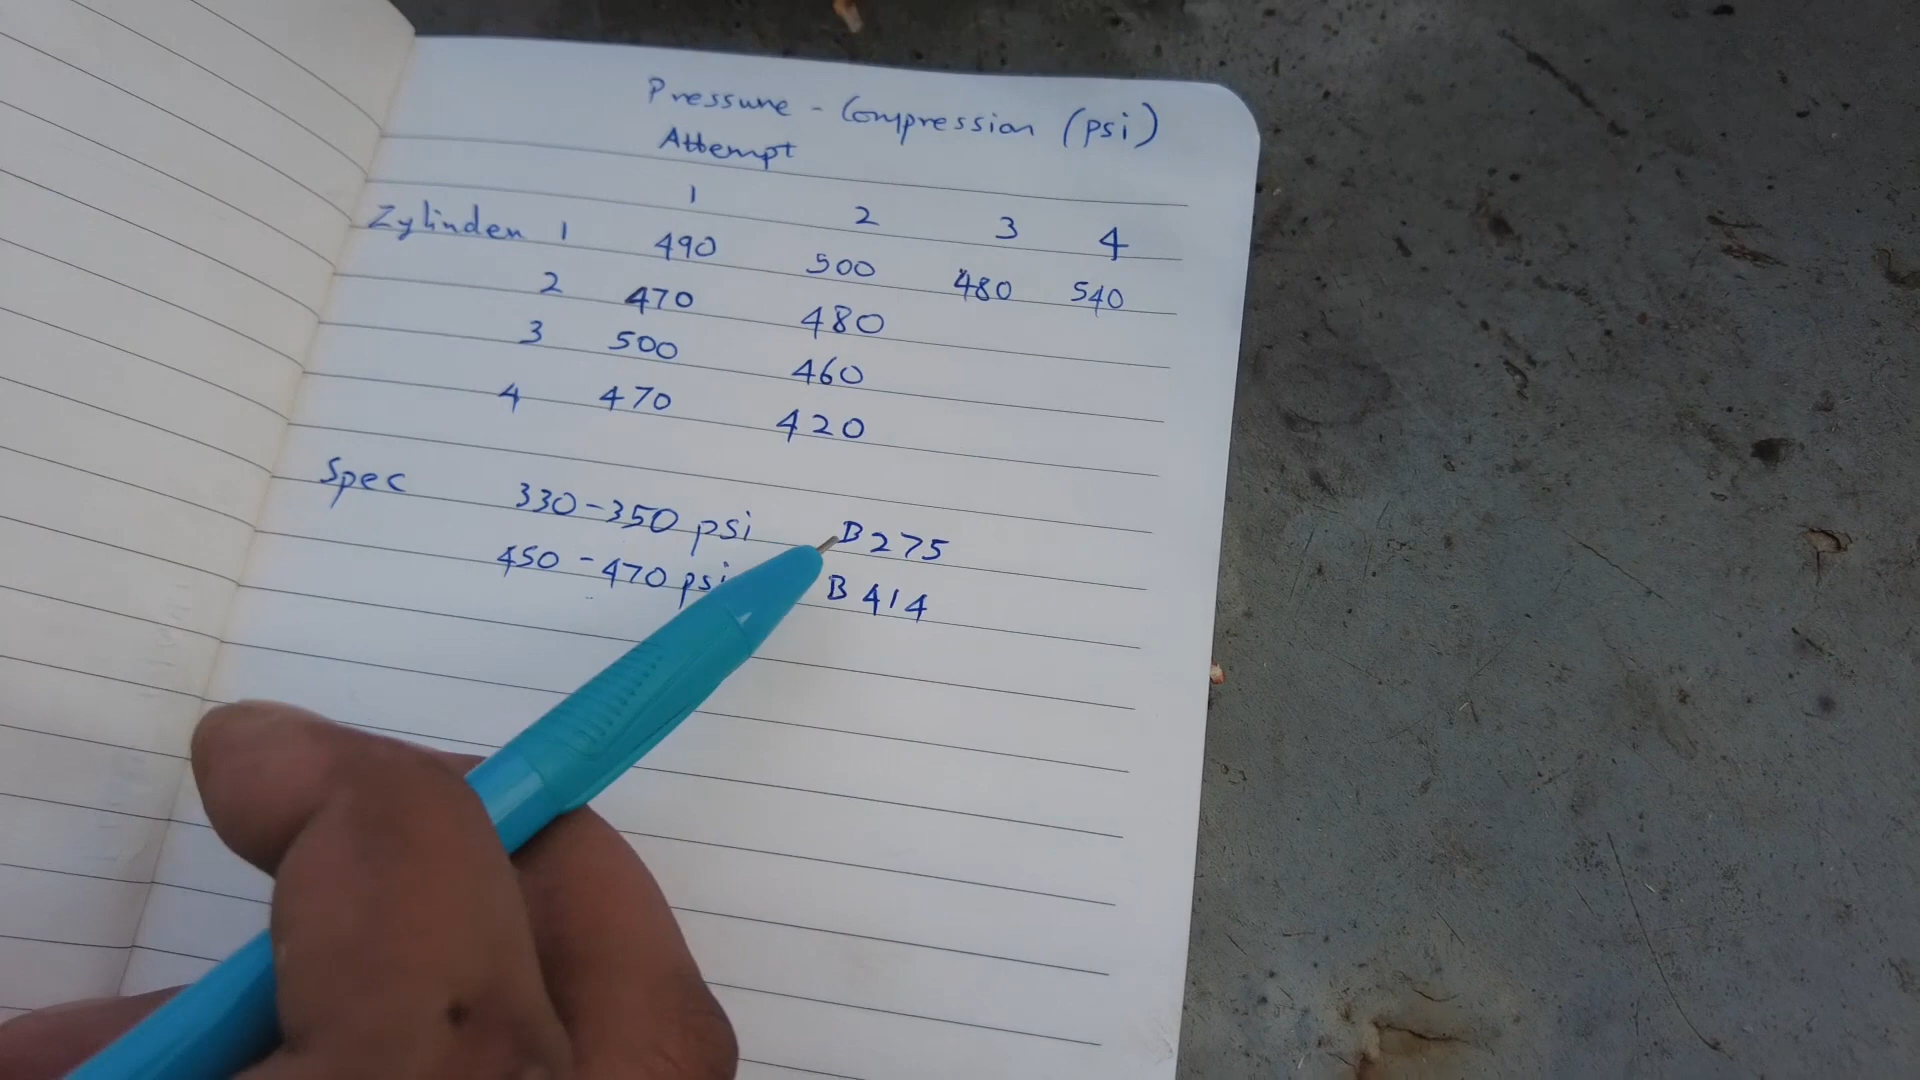 Pressure - Compression (psi)
Attempt
1 2 3 4
Zylinder 1 490 500 480 540
2 470 480
3 500 460
4 470 420
Spec 330-350 psi B275
450-470 psi B414